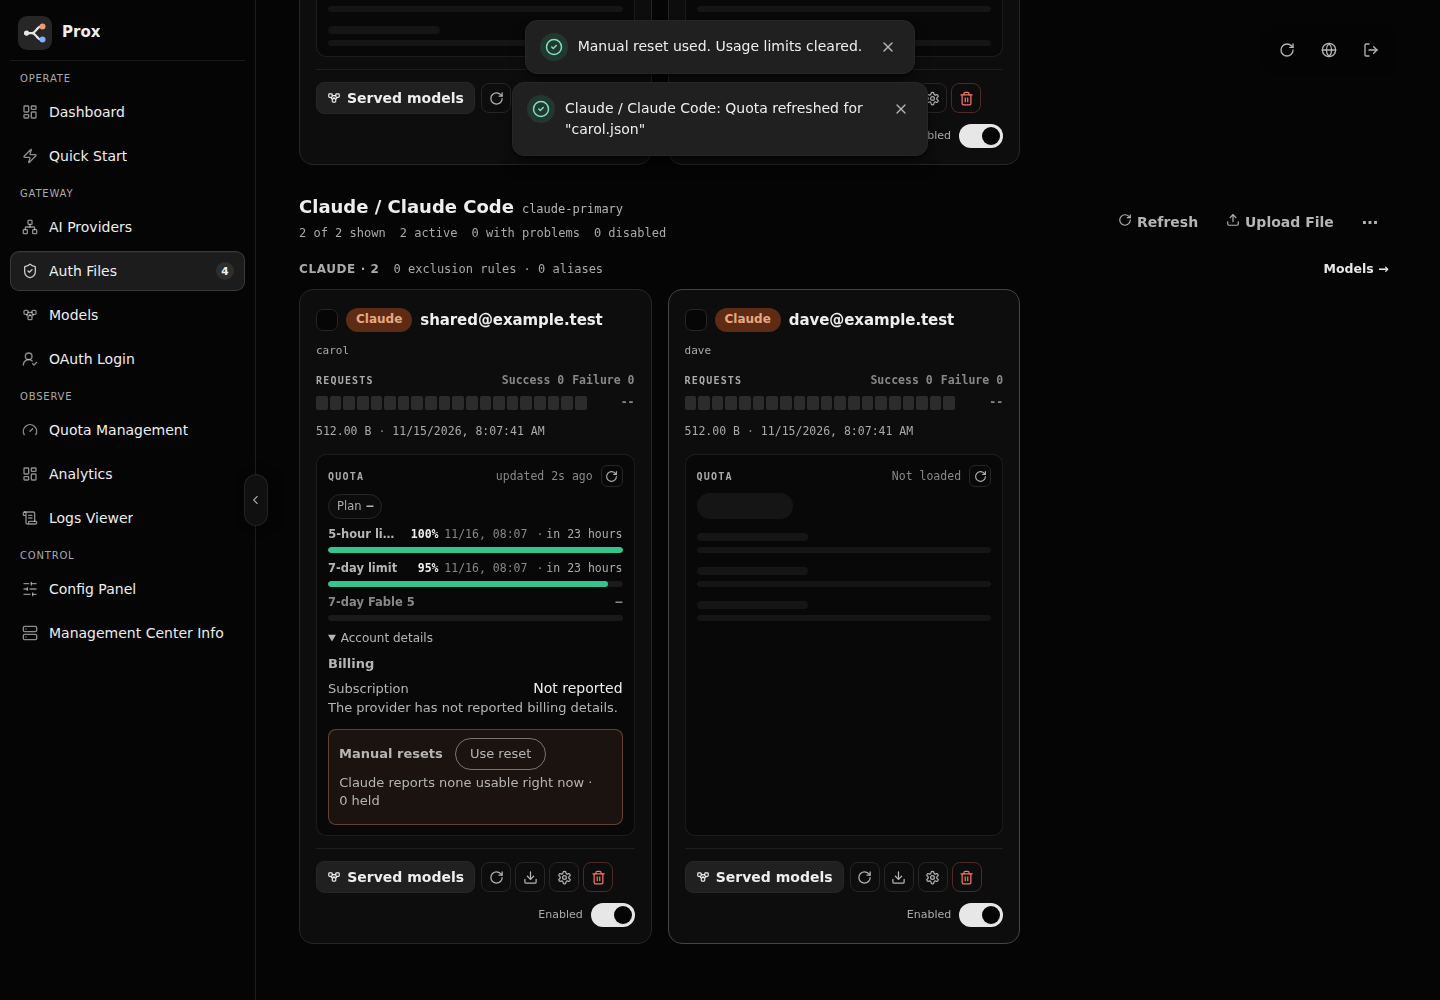 Prox
OPERATE
Dashboard
Quick Start
GATEWAY
AI Providers
Auth Files 4
Models
OAuth Login
OBSERVE
Quota Management
Analytics
Logs Viewer
CONTROL
Config Panel
Management Center Info
Manual reset used. Usage limits cleared.
Claude / Claude Code: Quota refreshed for
"carol.json"
Served models
bled
Claude / Claude Code claude-primary
2 of 2 shown 2 active 0 with problems 0 disabled
Refresh Upload File ...
CLAUDE · 2 0 exclusion rules · 0 aliases
Models →
Claude shared@example.test
carol
REQUESTS Success 0 Failure 0
--
512.00 B · 11/15/2026, 8:07:41 AM
QUOTA updated 2s ago
Plan —
5-hour li... 100% 11/16, 08:07 · in 23 hours
7-day limit 95% 11/16, 08:07 · in 23 hours
7-day Fable 5 —
▼ Account details
Billing
Subscription Not reported
The provider has not reported billing details.
Manual resets Use reset
Claude reports none usable right now ·
0 held
Served models
Enabled
Claude dave@example.test
dave
REQUESTS Success 0 Failure 0
--
512.00 B · 11/15/2026, 8:07:41 AM
QUOTA Not loaded
Served models
Enabled